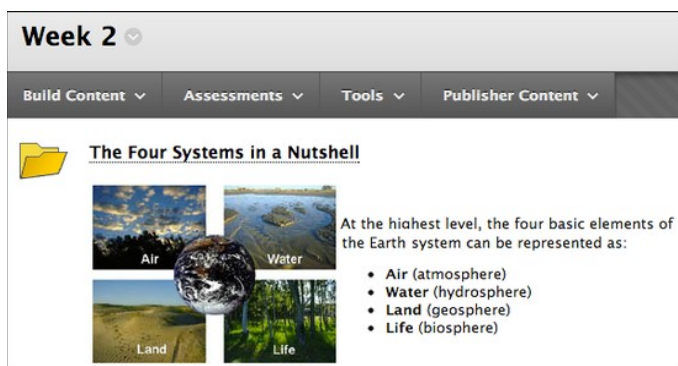 Week 2
Build Content Assessments Tools Publisher Content
The Four Systems in a Nutshell
Air
Water
Land
Life
At the highest level, the four basic elements of
the Earth system can be represented as:
• Air (atmosphere)
• Water (hydrosphere)
• Land (geosphere)
• Life (biosphere)